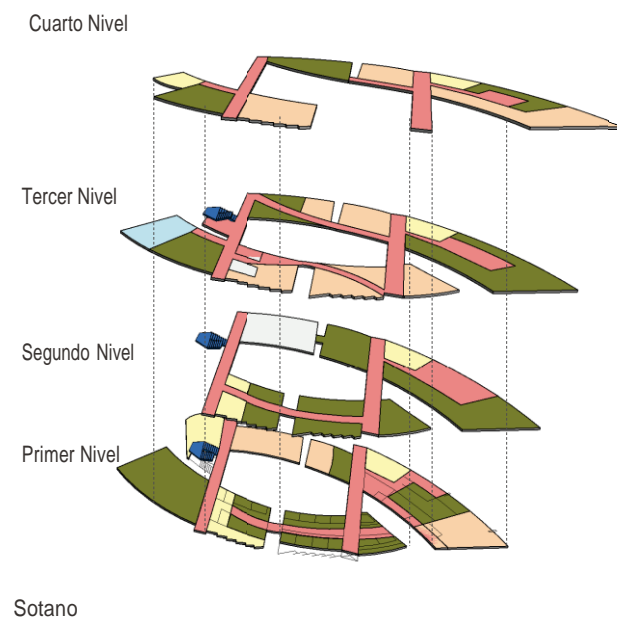 Cuarto Nivel
Tercer Nivel
Segundo Nivel
Primer Nivel
Sotano